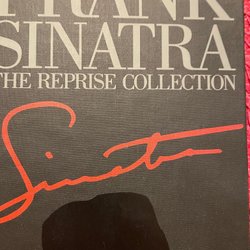 FRANK
SINATRA
THE REPRISE COLLECTION
Sinatra